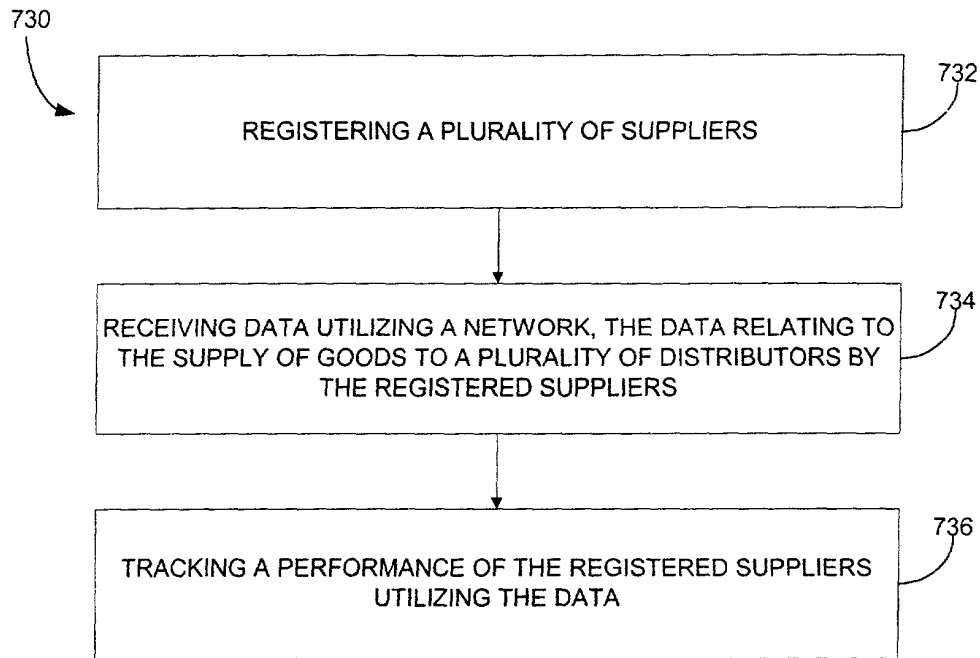 730
732
REGISTERING A PLURALITY OF SUPPLIERS
734
RECEIVING DATA UTILIZING A NETWORK, THE DATA RELATING TO
THE SUPPLY OF GOODS TO A PLURALITY OF DISTRIBUTORS BY
THE REGISTERED SUPPLIERS
736
TRACKING A PERFORMANCE OF THE REGISTERED SUPPLIERS
UTILIZING THE DATA